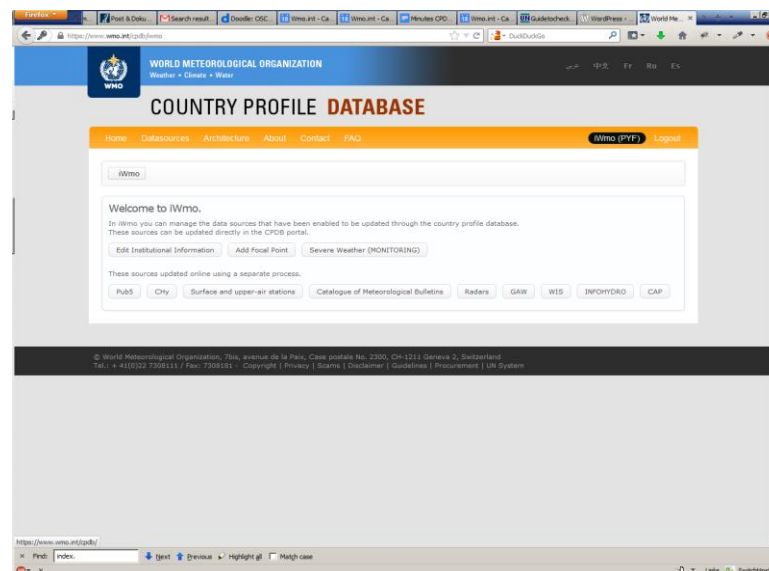 Firefox
Post & Doku...
Search result...
Doodle: OSC...
Wmo.int - Ca...
Wmo.int - Ca...
Minutes CPD...
Wmo.int - Ca...
Guidetocheck...
WordPress -...
World Me...
https://www.wmo.int/cpdb/iwmo
DuckDuckGo
WORLD METEOROLOGICAL ORGANIZATION
Weather • Climate • Water
WMO
عربي 中文 Fr Ru Es
COUNTRY PROFILE DATABASE
Home Datasources Architecture About Contact FAQ iWmo (PYF) Logout
iWmo
Welcome to iWmo.
In iWmo you can manage the data sources that have been enabled to be updated through the country profile database.
These sources can be updated directly in the CPDB portal.
Edit Institutional Information Add Focal Point Severe Weather (MONITORING)
These sources updated online using a separate process.
Pub5 CHy Surface and upper-air stations Catalogue of Meteorological Bulletins Radars GAW WIS INFOHYDRO CAP
© World Meteorological Organization, 7bis, avenue de la Paix, Case postale No. 2300, CH-1211 Geneva 2, Switzerland
Tel.: + 41(0)22 7308111 / Fax: 7308181 - Copyright | Privacy | Scams | Disclaimer | Guidelines | Procurement | UN System
https://www.wmo.int/cpdb/
× Find: index. Next Previous Highlight all Match case